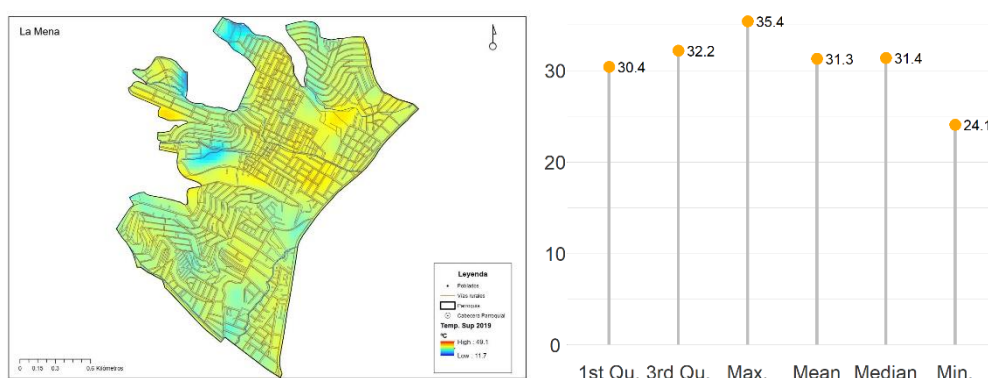 La Mena
Leyenda
Poblados
Vías rurales
Parroquia
Cabecera Parroquial
Temp. Sup 2019
°C
High : 49.1
Low : 11.7
0 0.15 0.3 0.6 Kilómetros
30
20
10
0
30.4
32.2
35.4
31.3
31.4
24.1
1st Qu. 3rd Qu. Max. Mean Median Min.